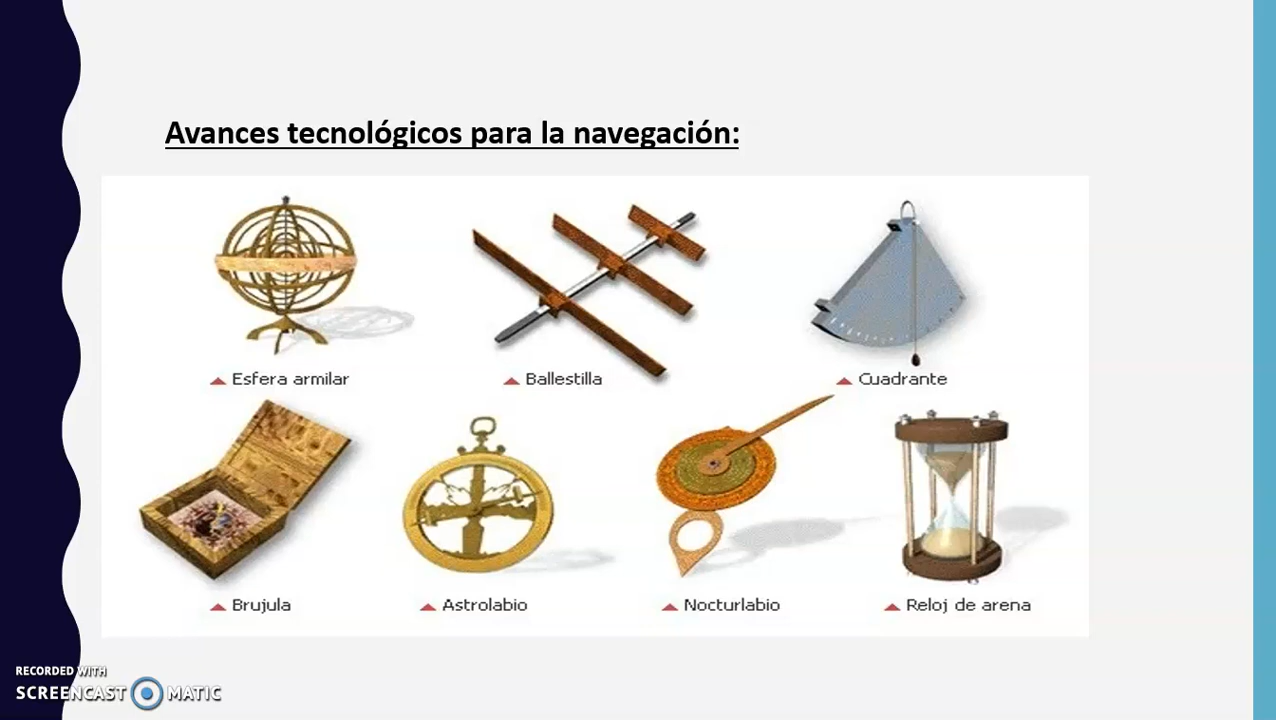 Avances tecnológicos para la navegación:
Esfera armilar
Ballestilla
Cuadrante
Brujula
Astrolabio
Nocturlabio
Reloj de arena
RECORDED WITH
SCREENCAST MATIC